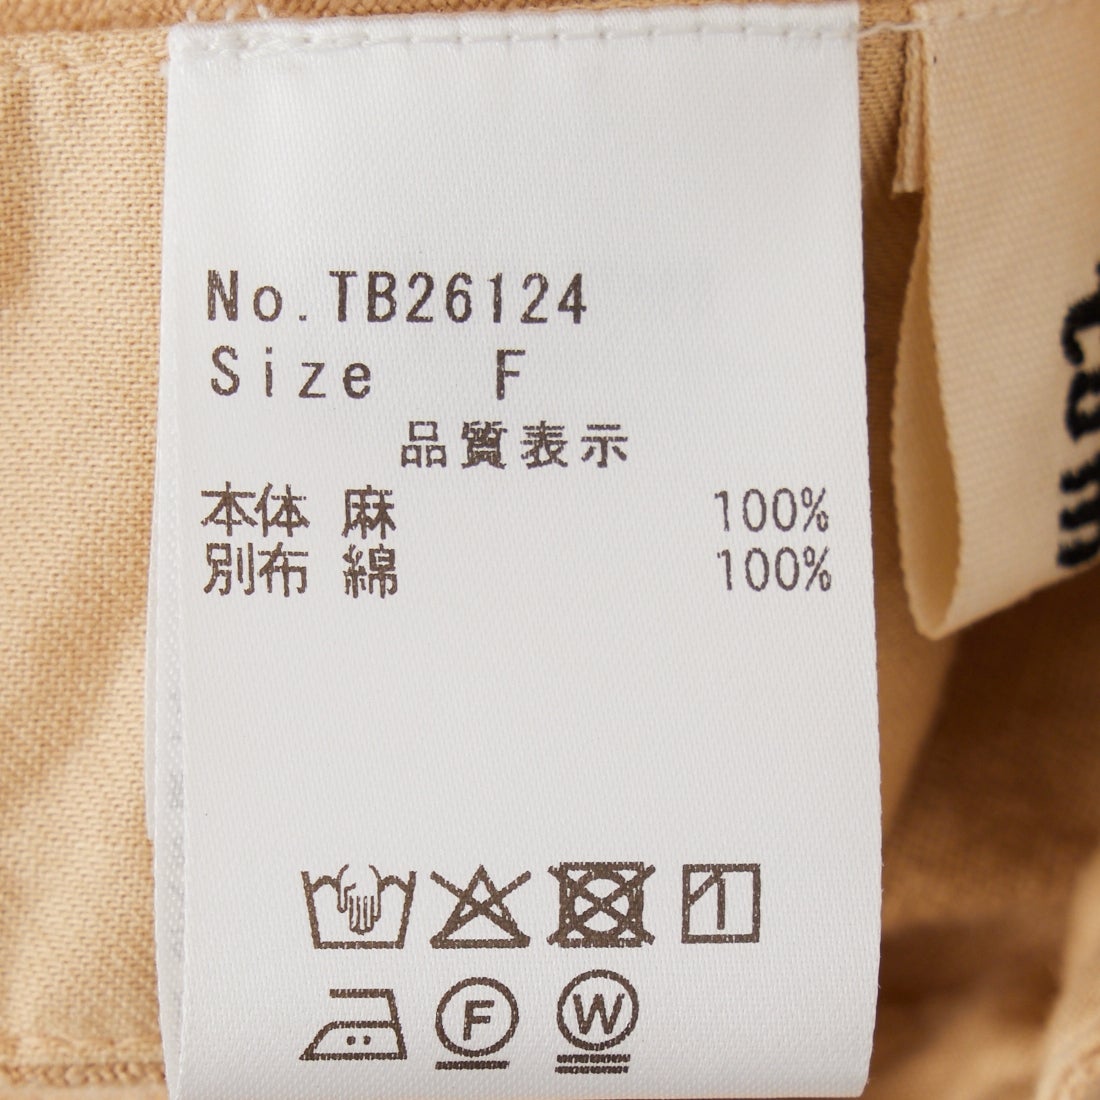 No.TB26124
Size F
品質表示
本体 麻 100%
別布 綿 100%
F W